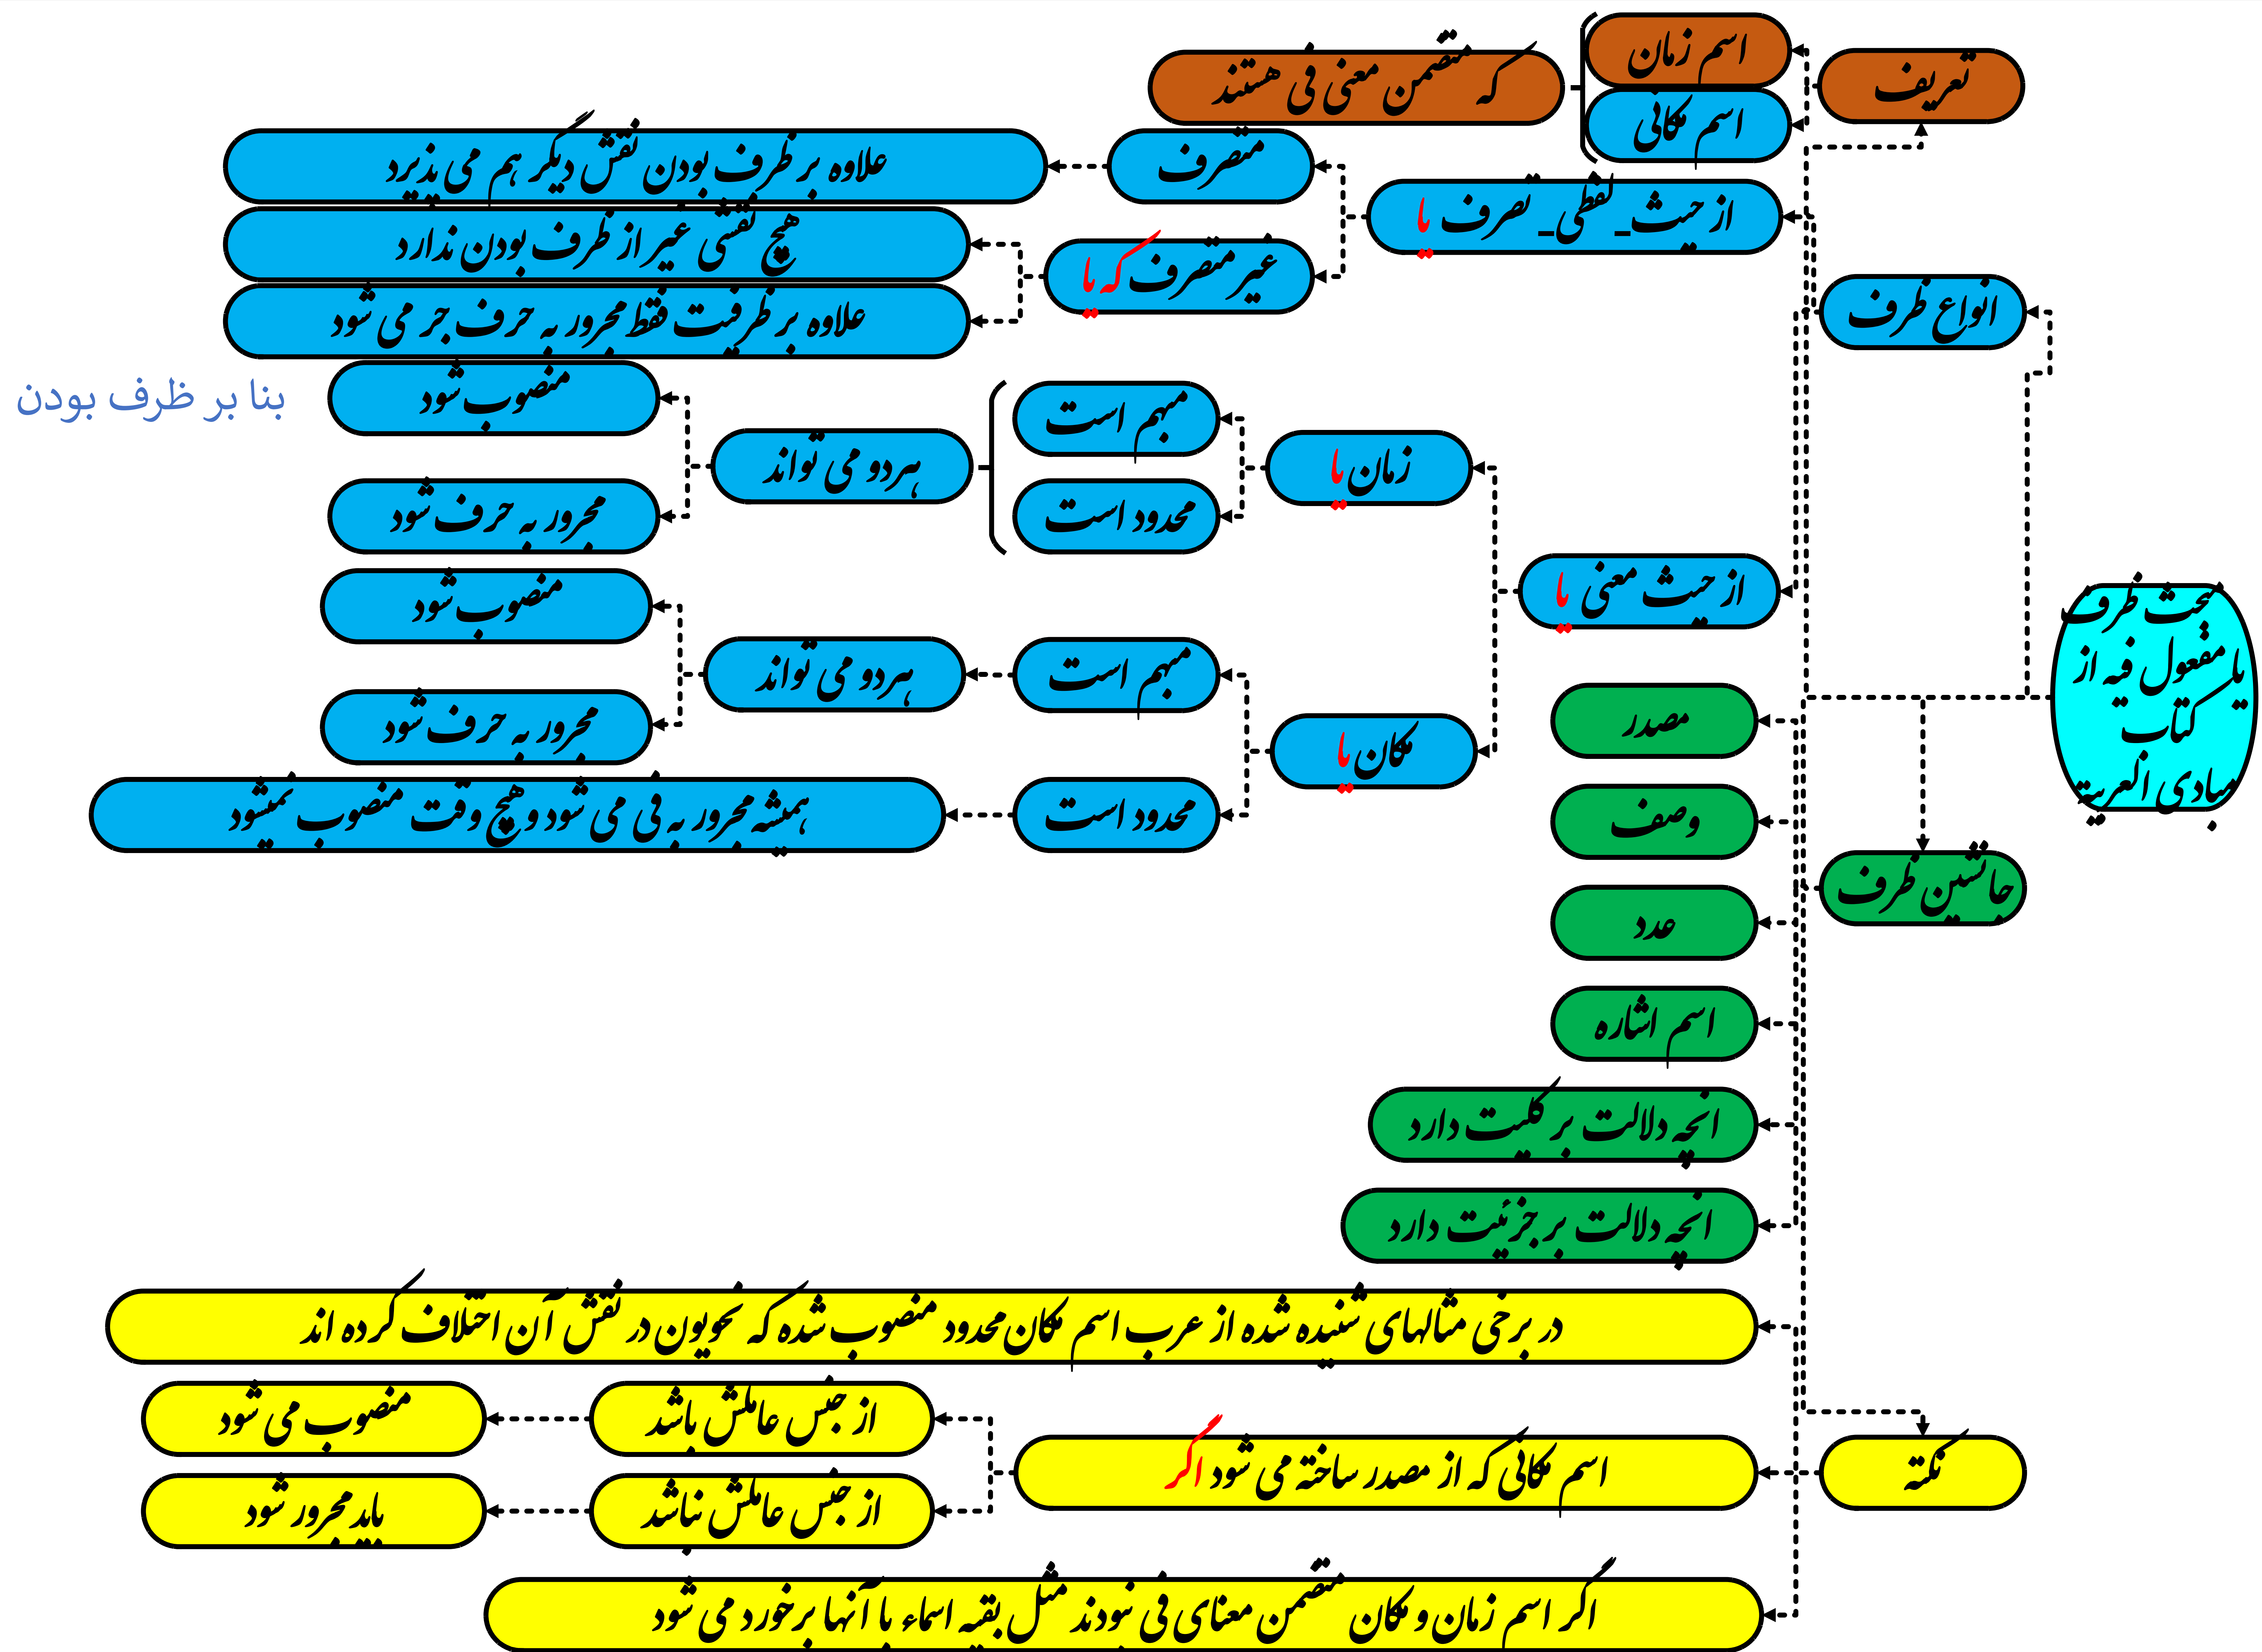 مبحث ظرف
یا مفعول فیه از
کتاب
مبادی العربیة
تعریف
اسم زمان
اسم مکانی
که متضمن معنی فی هستند
انواع ظرف
از حیث_ لفظی_ تصرف یا
متصرف
علاوه بر ظرف بودن نقش دیگر هم می پذیرد
غیر متصرف که یا
هیچ نقشی غیر از ظرف بودن ندارد
علاوه بر ظرفیت فقط مجرور به حرف جر می شود
از حیث معنی یا
زمان یا
مبهم است
محدود است
هردو می تواند
منصوب شود
بنا بر ظرف بودن
مجرور به حرف شود
مکان یا
مبهم است
هردو می تواند
منصوب شود
مجرور به حرف شود
محدود است
همیشه مجرور به فی می شود و هیچ وقت منصوب نمیشود
جانشین ظرف
مصدر
وصف
عدد
اسم اشاره
انچه دلالت بر کلیت دارد
انچه دلالت بر جزئیت دارد
نکته
در برخی مثالهای شنیده شده از عرب اسم مکان محدود منصوب شده که نحویون در نقش آن اختلاف کرده اند
اسم مکانی که از مصدر ساخته می شود اگر
از جنس عاملش باشد
منصوب می شود
از جنس عاملش نباشد
باید مجرور شود
اگر اسم زمان و مکان متضمن معنای فی نبودند مثل بقیه اسماء با آنها برخورد می شود